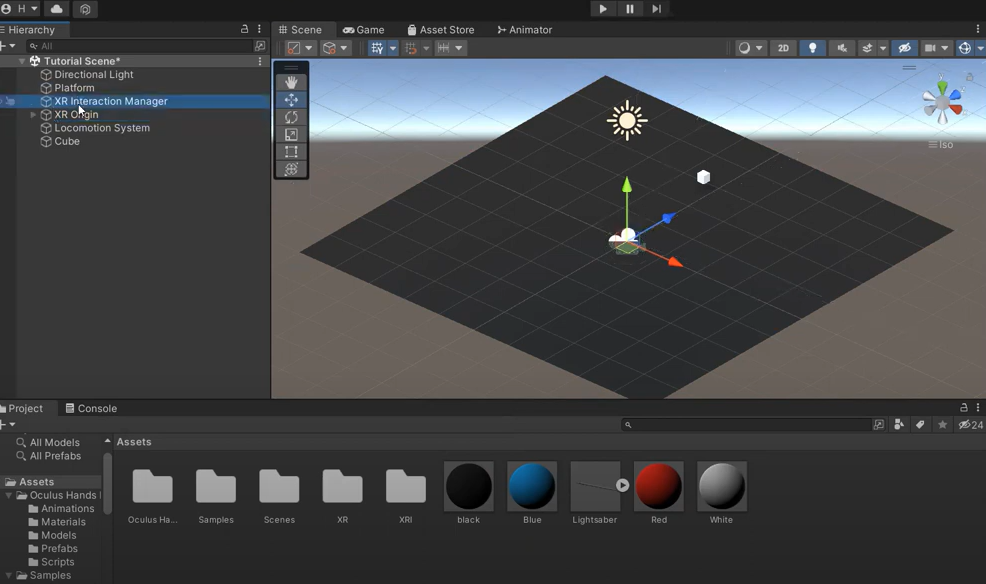 H
Hierarchy
All
Tutorial Scene*
Directional Light
Platform
XR Interaction Manager
XR Origin
Locomotion System
Cube
Scene Game Asset Store Animator
2D
y
Iso
Project Console
24
All Models
All Prefabs
Assets
Oculus Hands
Animations
Materials
Models
Prefabs
Scripts
Samples
Assets
Oculus Ha... Samples Scenes XR XRI black Blue Lightsaber Red White